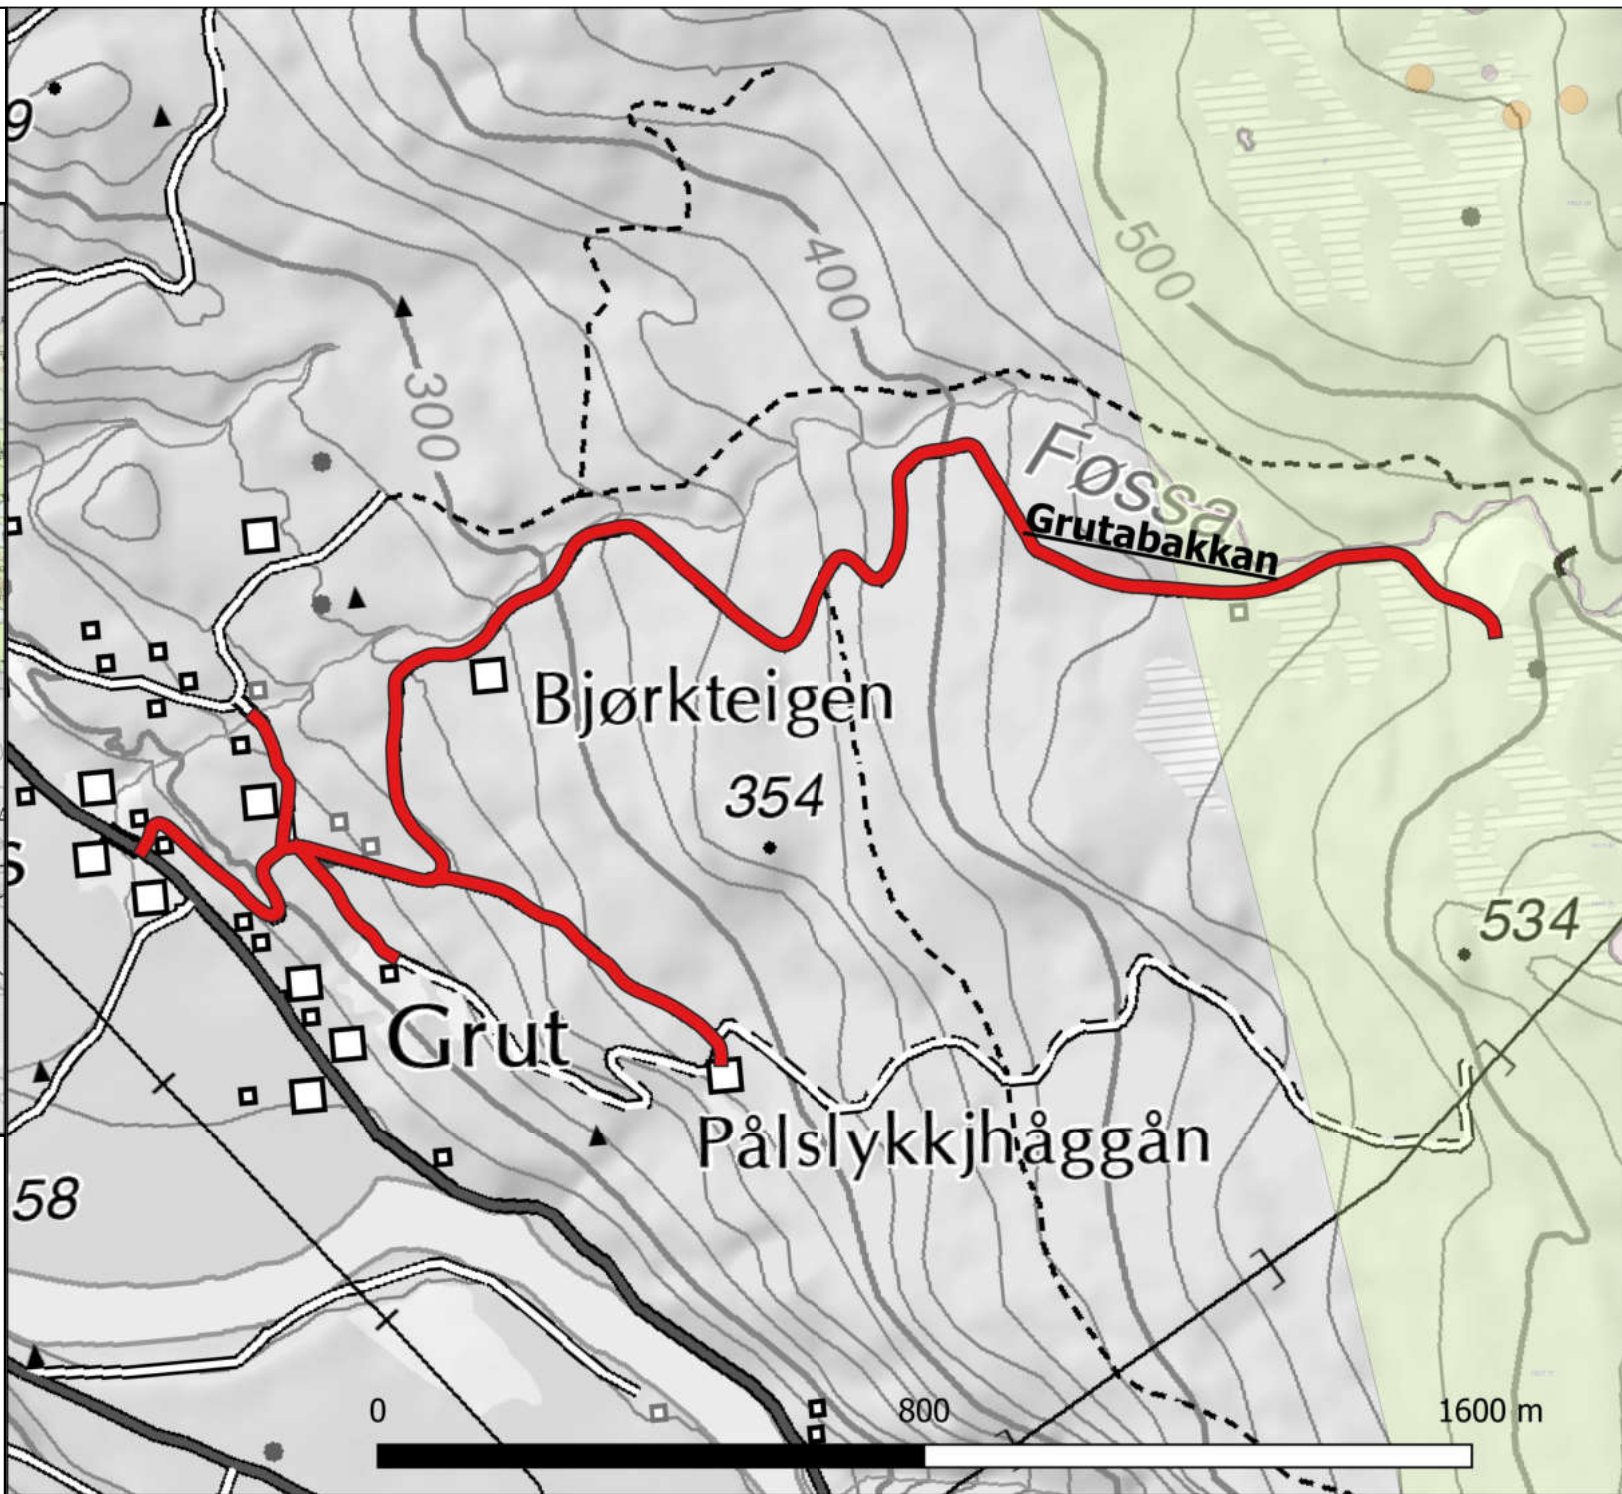 9
500
400
300
Føssa
Grutabakkan
Bjørkteigen
354
s
534
Grut
Pålslykkjhåggån
58
0 800 1600 m